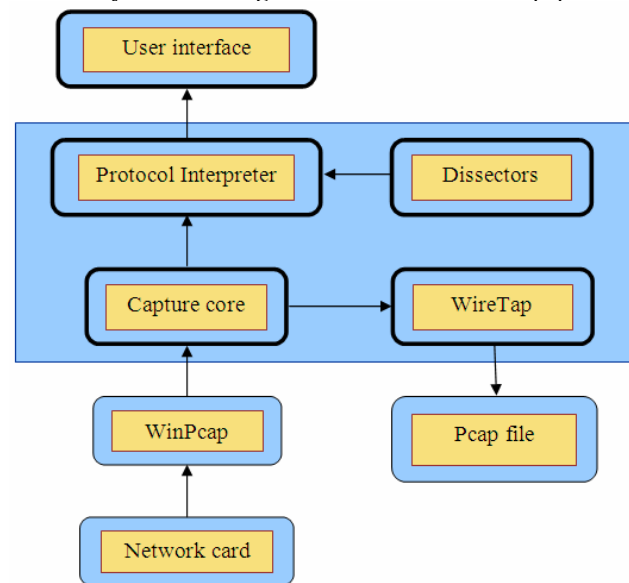 User interface
Protocol Interpreter
Dissectors
Capture core
WireTap
WinPcap
Pcap file
Network card